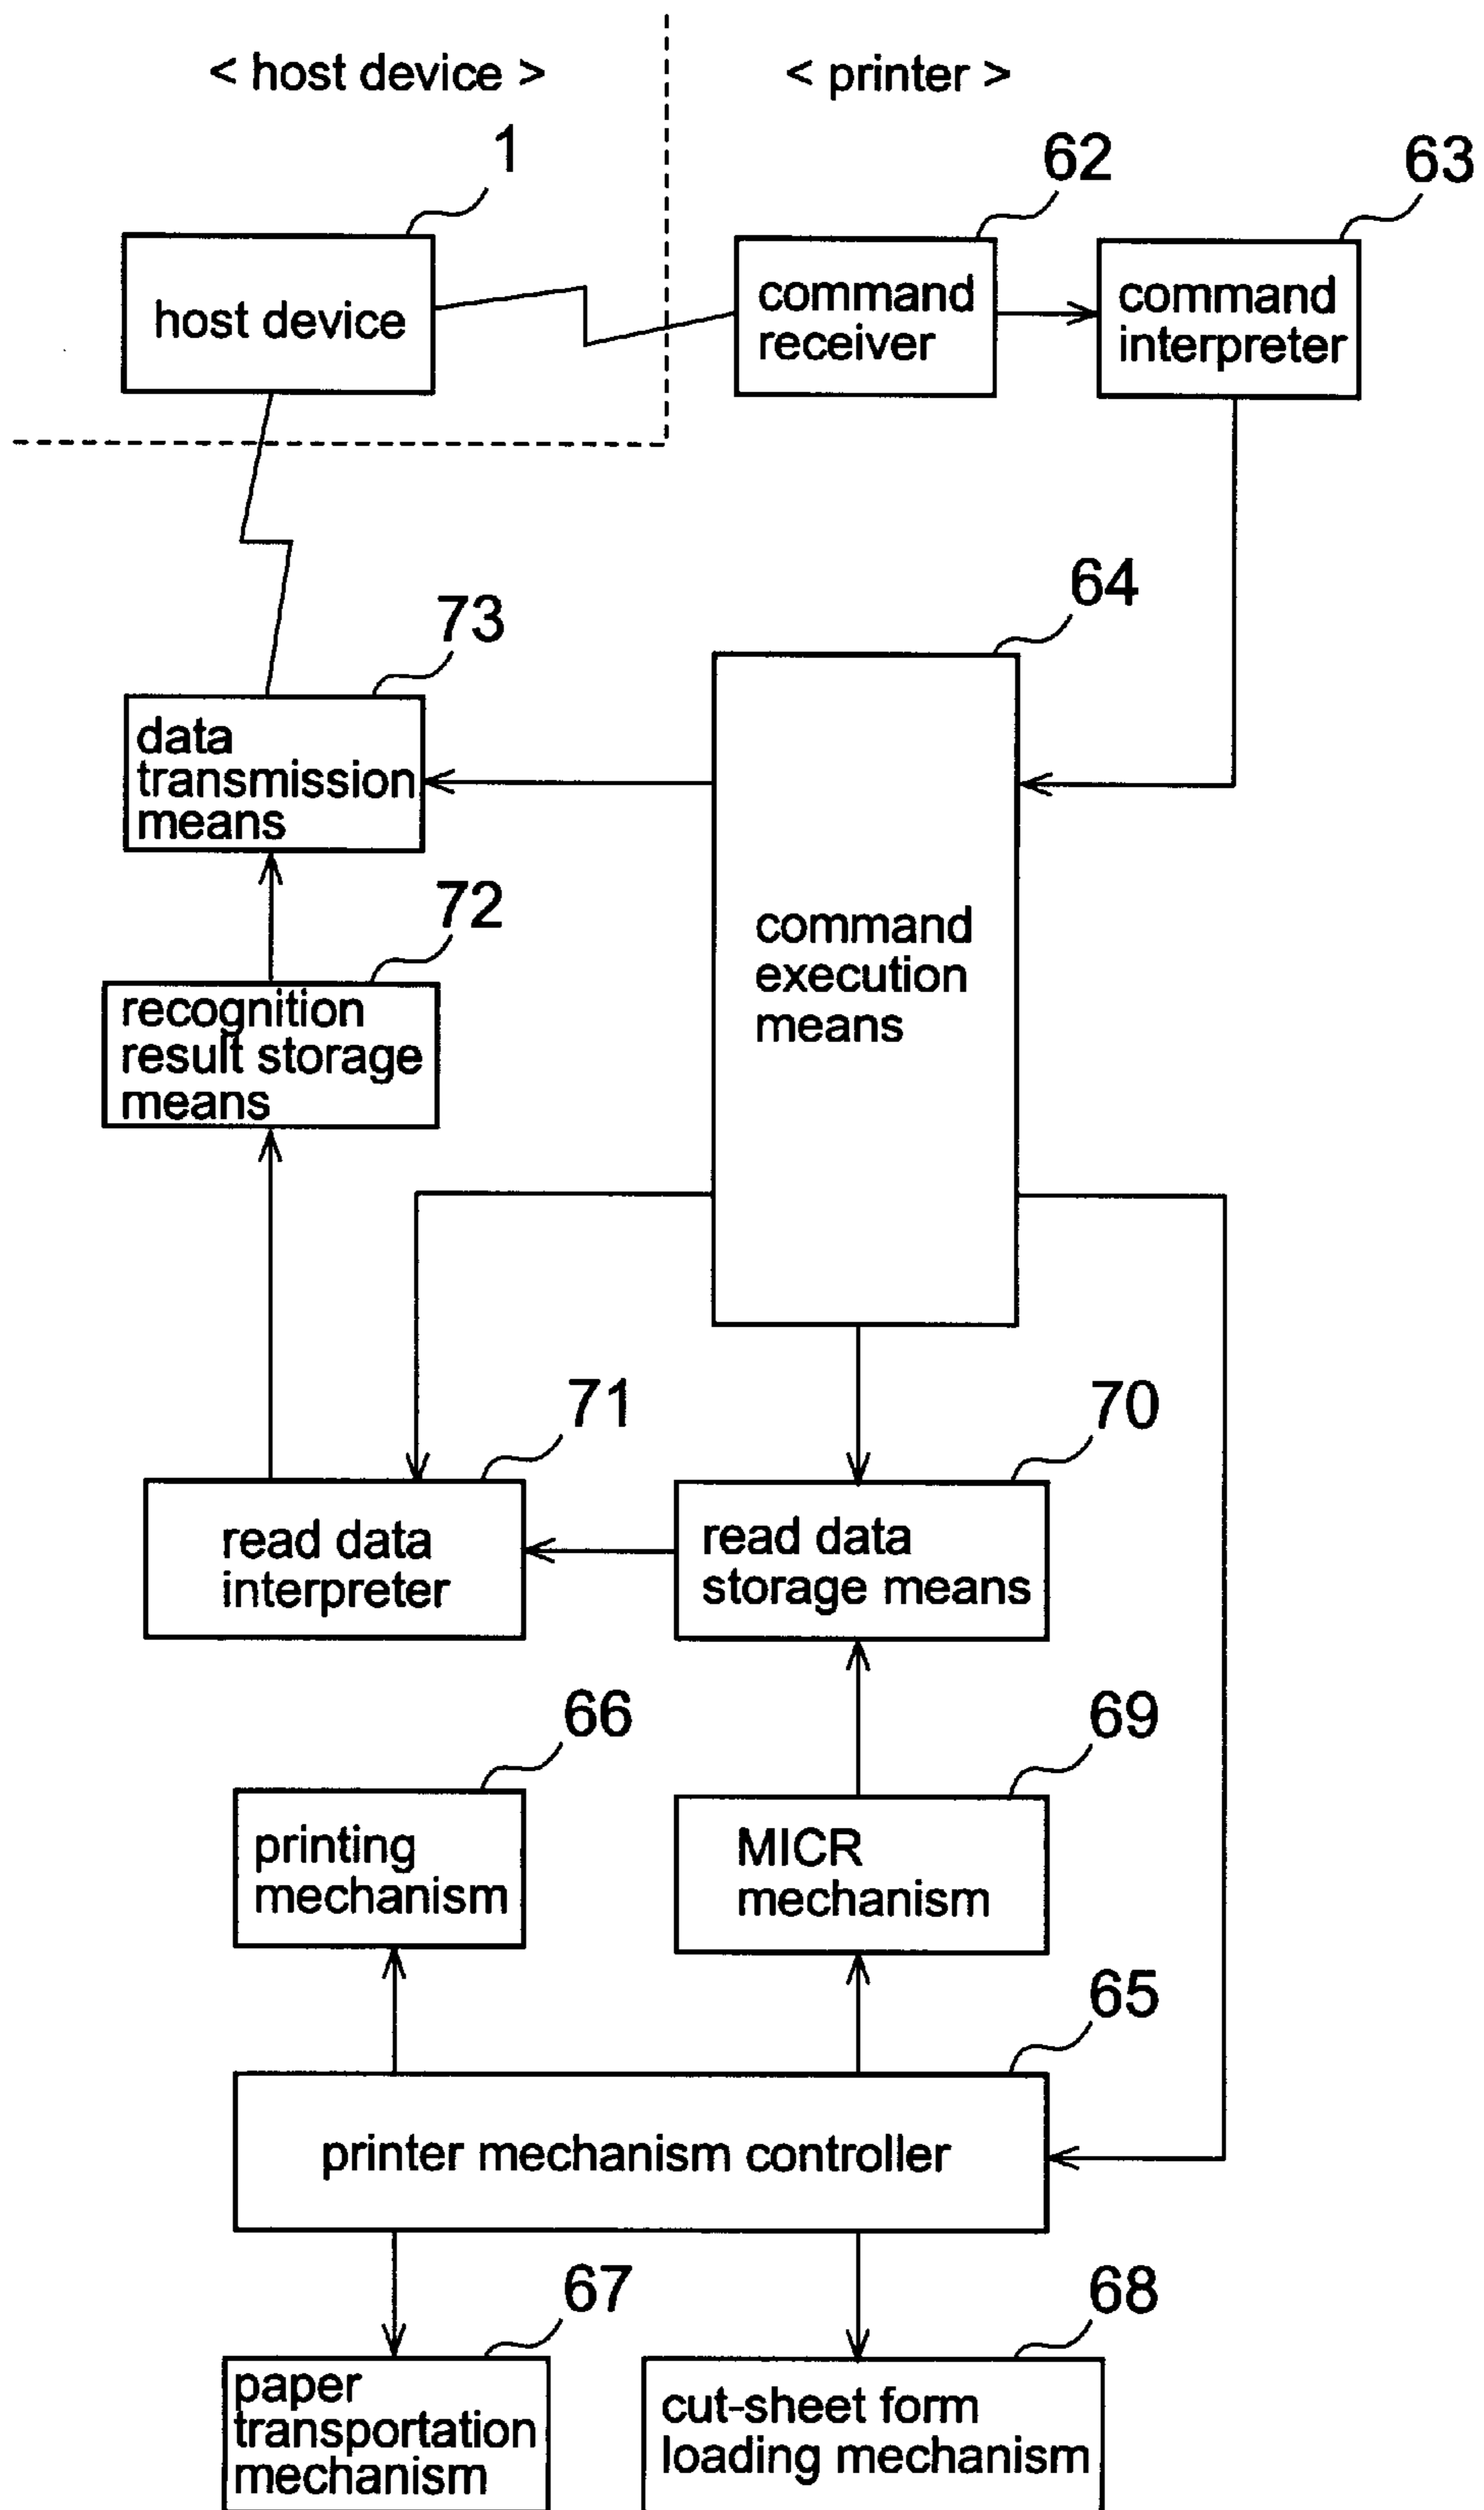 < host device >
< printer >
1
62
63
host device
command
receiver
command
interpreter
64
73
data
transmission
means
72
command
execution
means
recognition
result storage
means
71
70
read data
interpreter
read data
storage means
66
69
printing
mechanism
MICR
mechanism
65
printer mechanism controller
67
68
paper
transportation
mechanism
cut-sheet form
loading mechanism